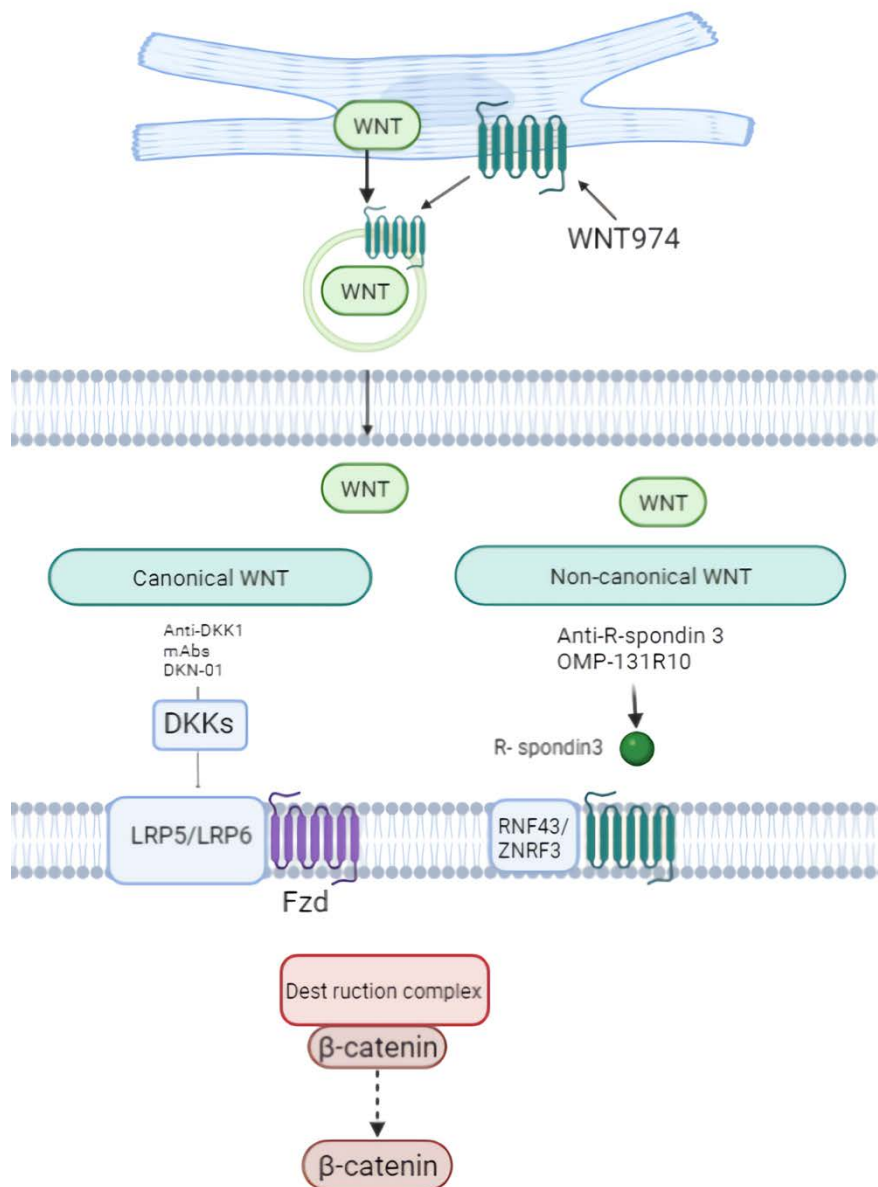 WNT
WNT974
WNT
WNT
WNT
Canonical WNT
Non-canonical WNT
Anti-DKK1
mAbs
DKN-01
Anti-R-spondin 3
OMP-131R10
DKKs
R- spondin3
LRP5/LRP6
RNF43/
ZNRF3
Fzd
Dest ruction complex
β-catenin
β-catenin